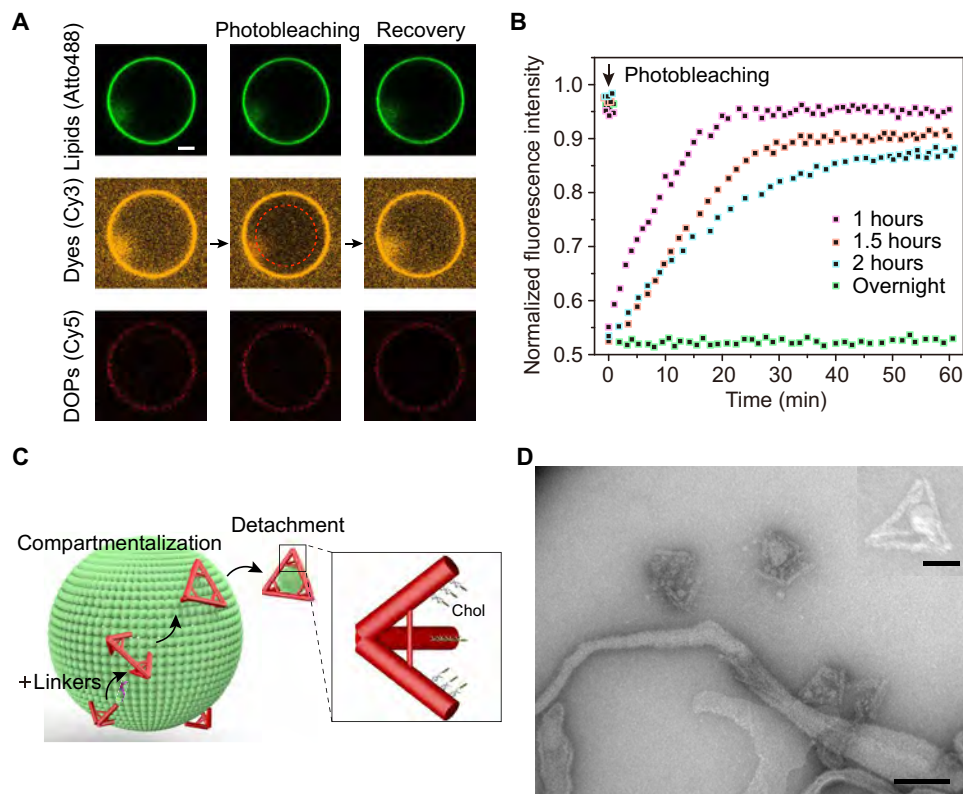 A
Photobleaching
Recovery
Lipids (Atto488)
Dyes (Cy3)
DOPs (Cy5)
B
Photobleaching
Normalized fluorescence intensity
1.0
0.9
0.8
0.7
0.6
0.5
1 hours
1.5 hours
2 hours
Overnight
0
10
20
30
40
50
60
Time (min)
C
Detachment
Compartmentalization
Chol
+Linkers
D